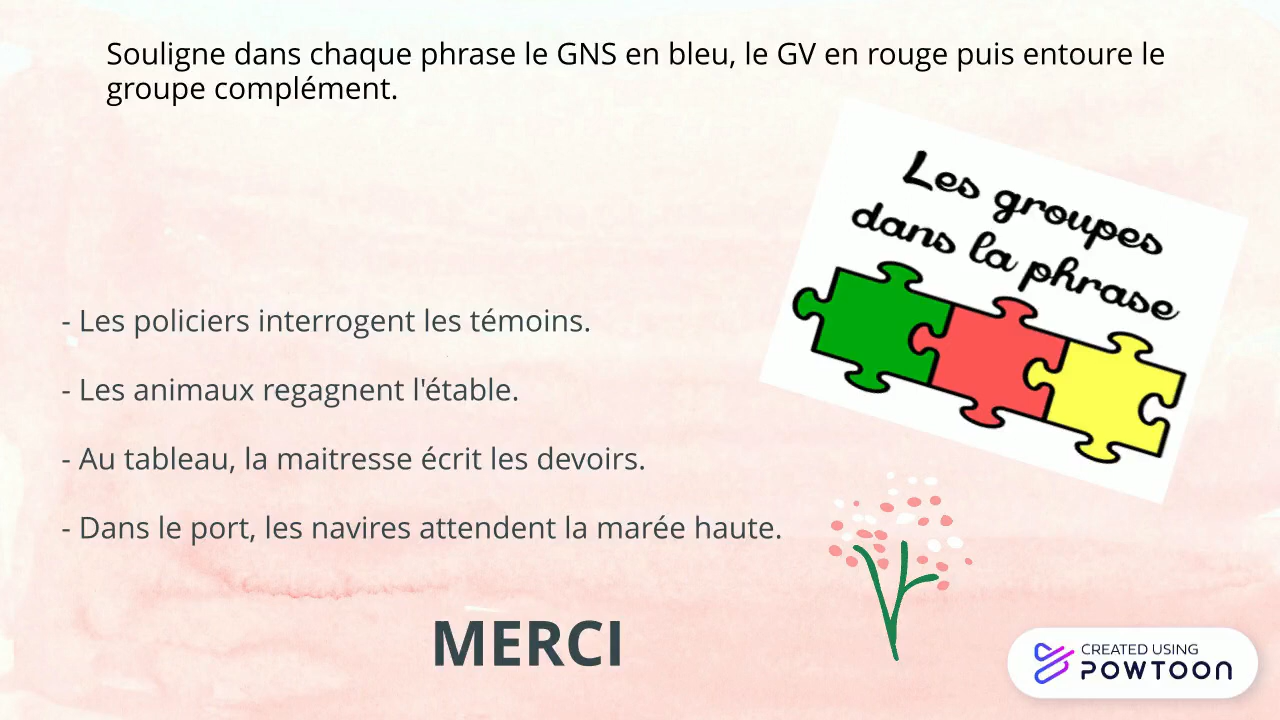 Souligne dans chaque phrase le GNS en bleu, le GV en rouge puis entoure le
groupe complément.
Les groupes
dans la phrase
- Les policiers interrogent les témoins.
- Les animaux regagnent l'étable.
- Au tableau, la maitresse écrit les devoirs.
- Dans le port, les navires attendent la marée haute.
MERCI
CREATED USING
POWTOON